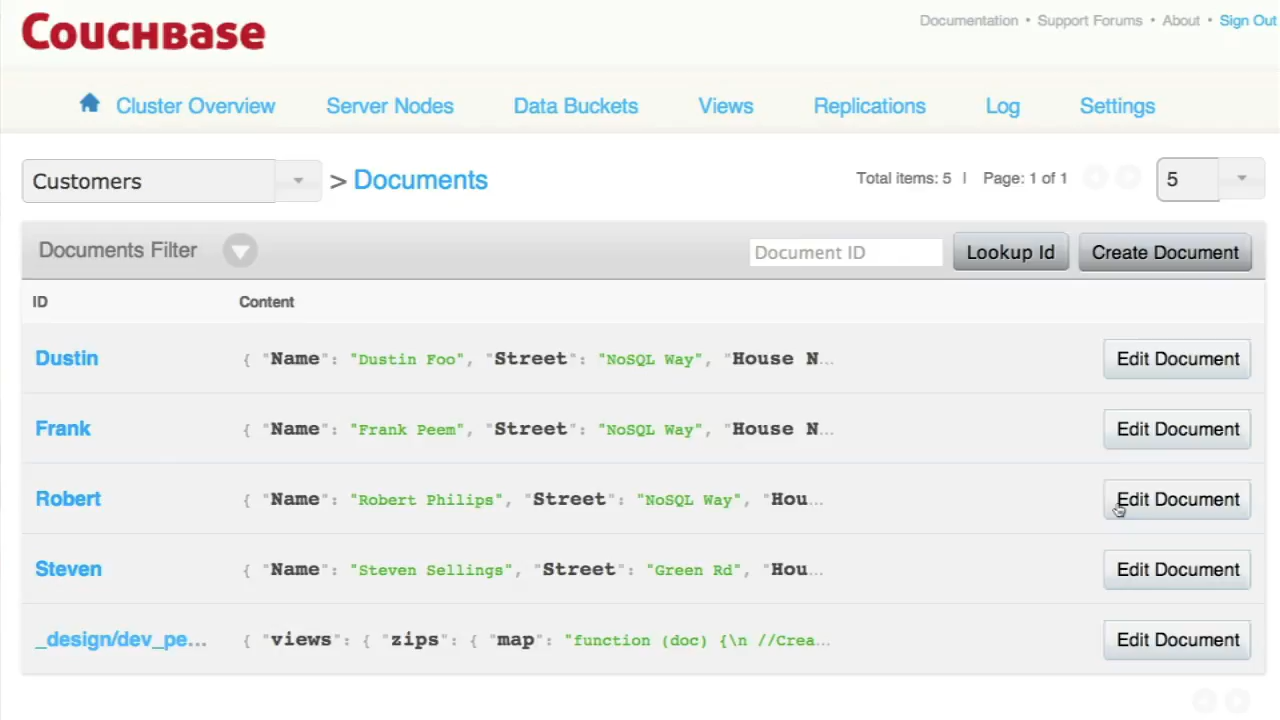 COUCHBASE
Documentation • Support Forums • About • Sign Out
Cluster Overview Server Nodes Data Buckets Views Replications Log Settings
Customers > Documents Total items: 5 | Page: 1 of 1 5
Documents Filter Document ID Lookup Id Create Document
ID Content
Dustin { "Name": "Dustin Foo", "Street": "NoSQL Way", "House N... Edit Document
Frank { "Name": "Frank Peem", "Street": "NoSQL Way", "House N... Edit Document
Robert { "Name": "Robert Philips", "Street": "NoSQL Way", "Hou... Edit Document
Steven { "Name": "Steven Sellings", "Street": "Green Rd", "Hou... Edit Document
_design/dev_pe... { "views": { "zips": { "map": "function (doc) {\n //Crea... Edit Document